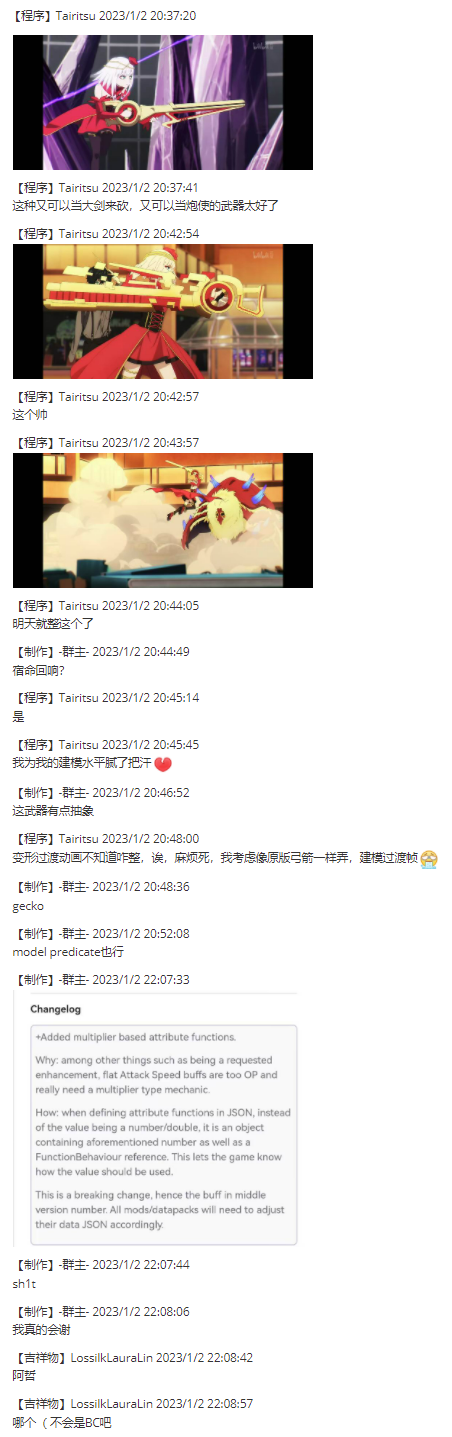 【程序】Tairitsu 2023/1/2 20:37:20
【程序】Tairitsu 2023/1/2 20:37:41
这种又可以当大剑来砍，又可以当炮使的武器太好了
【程序】Tairitsu 2023/1/2 20:42:54
【程序】Tairitsu 2023/1/2 20:42:57
这个帅
【程序】Tairitsu 2023/1/2 20:43:57
【程序】Tairitsu 2023/1/2 20:44:05
明天就整这个了
【制作】-群主- 2023/1/2 20:44:49
宿命回响？
【程序】Tairitsu 2023/1/2 20:45:14
是
【程序】Tairitsu 2023/1/2 20:45:45
我为我的建模水平腻了把汗
【制作】-群主- 2023/1/2 20:46:52
这武器有点抽象
【程序】Tairitsu 2023/1/2 20:48:00
变形过渡动画不知道咋整，诶，麻烦死，我考虑像原版弓箭一样弄，建模过渡帧
【制作】-群主- 2023/1/2 20:48:36
gecko
【制作】-群主- 2023/1/2 20:52:08
model predicate也行
【制作】-群主- 2023/1/2 22:07:33
Changelog
+Added multiplier based attribute functions.
Why: among other things such as being a requested
enhancement, flat Attack Speed buffs are too OP and
really need a multiplier type mechanic.
How: when defining attribute functions in JSON, instead
of the value being a number/double, it is an object
containing aforementioned number as well as a
FunctionBehaviour reference. This lets the game know
how the value should be used.
This is a breaking change, hence the buff in middle
version number. All mods/datapacks will need to adjust
their data JSON accordingly.
【制作】-群主- 2023/1/2 22:07:44
sh1t
【制作】-群主- 2023/1/2 22:08:06
我真的会谢
【吉祥物】LossilkLauraLin 2023/1/2 22:08:42
阿哲
【吉祥物】LossilkLauraLin 2023/1/2 22:08:57
哪个（ 不会是BC吧